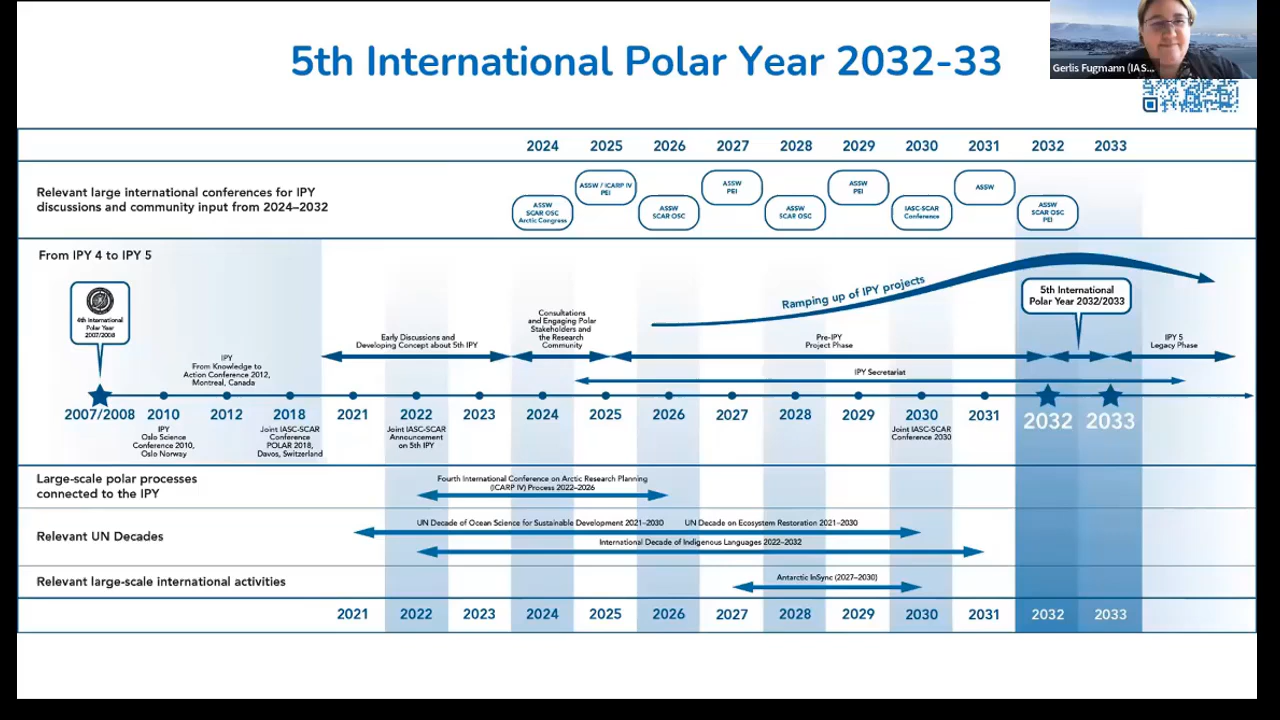 5th International Polar Year 2032-33
Gerlis Fugmann (IAS...
2024 2025 2026 2027 2028 2029 2030 2031 2032 2033
Relevant large international conferences for IPY
discussions and community input from 2024–2032
ASSW
SCAR OSC
Arctic Congress
ASSW / ICARP IV
PEI
ASSW
SCAR OSC
ASSW
PEI
ASSW
SCAR OSC
ASSW
PEI
IASC-SCAR
Conference
ASSW
ASSW
SCAR OSC
PEI
From IPY 4 to IPY 5
4th International
Polar Year
2007/2008
IPY
From Knowledge to
Action Conference 2012,
Montreal, Canada
Early Discussions and
Developing Concept about 5th IPY
Consultations
and Engaging Polar
Stakeholders and
the Research
Community
Ramping up of IPY projects
Pre-IPY
Project Phase
5th International
Polar Year 2032/2033
IPY 5
Legacy Phase
IPY Secretariat
2007/2008 2010 2012 2018 2021 2022 2023 2024 2025 2026 2027 2028 2029 2030 2031 2032 2033
IPY
Oslo Science
Conference 2010,
Oslo Norway
Joint IASC-SCAR
Conference
POLAR 2018,
Davos, Switzerland
Joint IASC-SCAR
Announcement
on 5th IPY
Joint IASC-SCAR
Conference 2030
Large-scale polar processes
connected to the IPY
Fourth International Conference on Arctic Research Planning
(ICARP IV) Process 2022–2026
Relevant UN Decades
UN Decade of Ocean Science for Sustainable Development 2021–2030
UN Decade on Ecosystem Restoration 2021–2030
International Decade of Indigenous Languages 2022–2032
Relevant large-scale international activities
Antarctic InSync (2027–2030)
2021 2022 2023 2024 2025 2026 2027 2028 2029 2030 2031 2032 2033